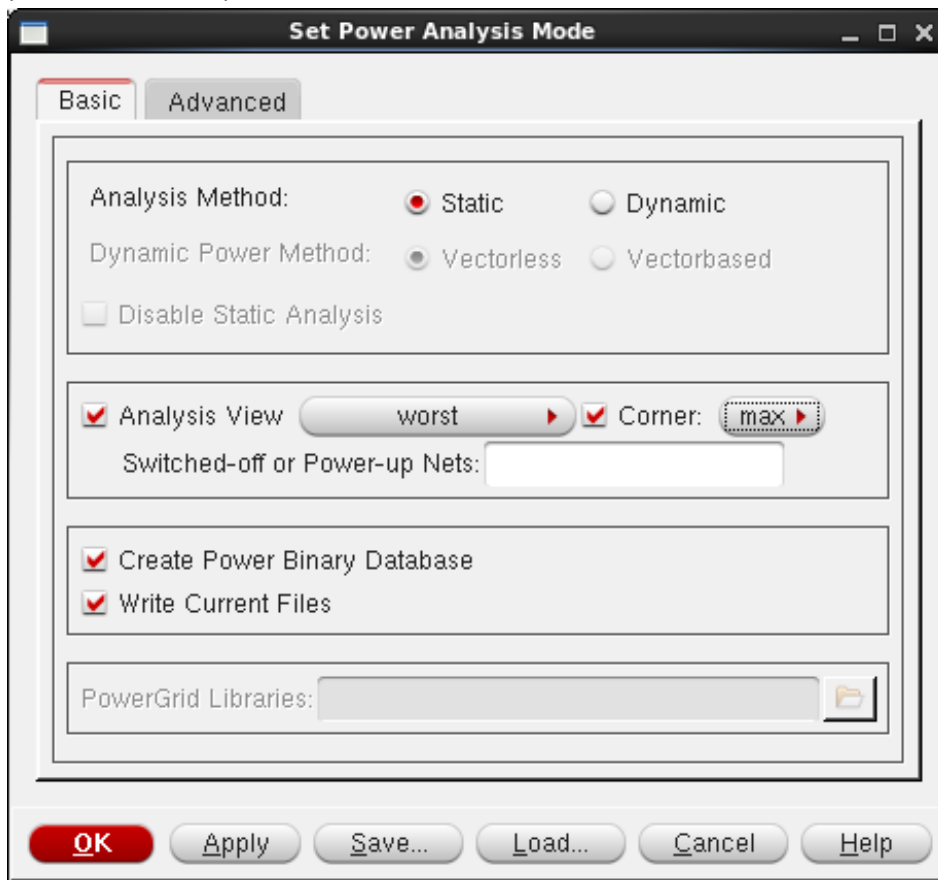 Set Power Analysis Mode
Basic Advanced
Analysis Method: Static Dynamic
Dynamic Power Method: Vectorless Vectorbased
Disable Static Analysis
Analysis View worst Corner: max
Switched-off or Power-up Nets:
Create Power Binary Database
Write Current Files
PowerGrid Libraries:
OK Apply Save... Load... Cancel Help